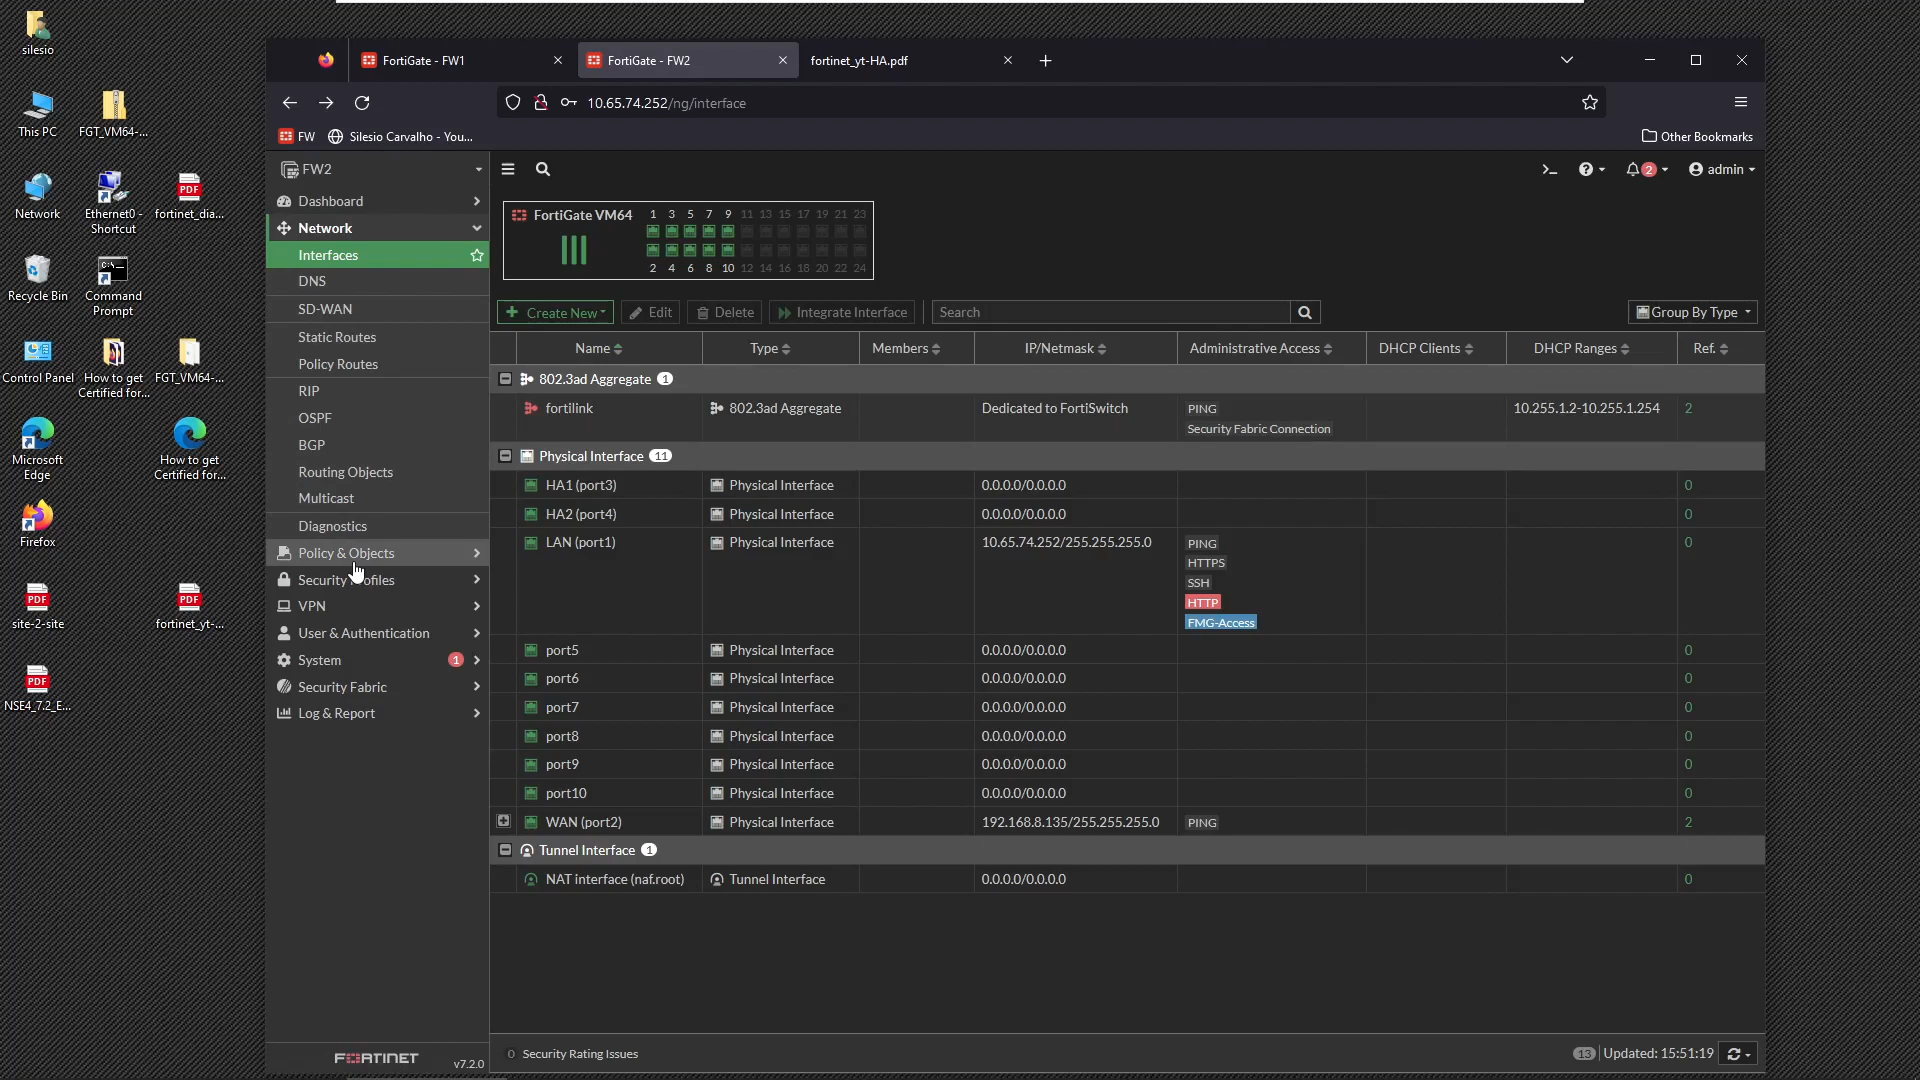 silesio
This PC
FGT_VM64-...
Network
Ethernet0 -
Shortcut
fortinet_dia...
Recycle Bin
Command
Prompt
Control Panel
How to get
Certified for...
FGT_VM64-...
Microsoft
Edge
How to get
Certified for...
Firefox
site-2-site
fortinet_yt-...
NSE4_7.2_E...
PDF
PDF
PDF
PDF
C:\
FortiGate - FW1
FortiGate - FW2
fortinet_yt-HA.pdf
10.65.74.252/ng/interface
FW
Silesio Carvalho - You...
Other Bookmarks
FW2
Dashboard
Network
Interfaces
DNS
SD-WAN
Static Routes
Policy Routes
RIP
OSPF
BGP
Routing Objects
Multicast
Diagnostics
Policy & Objects
Security Profiles
VPN
User & Authentication
System 1
Security Fabric
Log & Report
FORTINET v7.2.0
>_ ? 2 admin
FortiGate VM64
1 3 5 7 9 11 13 15 17 19 21 23
2 4 6 8 10 12 14 16 18 20 22 24
+ Create New Edit Delete Integrate Interface Search Group By Type
Name Type Members IP/Netmask Administrative Access DHCP Clients DHCP Ranges Ref.
802.3ad Aggregate 1
fortilink 802.3ad Aggregate Dedicated to FortiSwitch PING 10.255.1.2-10.255.1.254 2
Security Fabric Connection
Physical Interface 11
HA1 (port3) Physical Interface 0.0.0.0/0.0.0.0 0
HA2 (port4) Physical Interface 0.0.0.0/0.0.0.0 0
LAN (port1) Physical Interface 10.65.74.252/255.255.255.0 PING 0
HTTPS
SSH
HTTP
FMG-Access
port5 Physical Interface 0.0.0.0/0.0.0.0 0
port6 Physical Interface 0.0.0.0/0.0.0.0 0
port7 Physical Interface 0.0.0.0/0.0.0.0 0
port8 Physical Interface 0.0.0.0/0.0.0.0 0
port9 Physical Interface 0.0.0.0/0.0.0.0 0
port10 Physical Interface 0.0.0.0/0.0.0.0 0
WAN (port2) Physical Interface 192.168.8.135/255.255.255.0 PING 2
Tunnel Interface 1
NAT interface (naf.root) Tunnel Interface 0.0.0.0/0.0.0.0 0
0 Security Rating Issues
13 Updated: 15:51:19